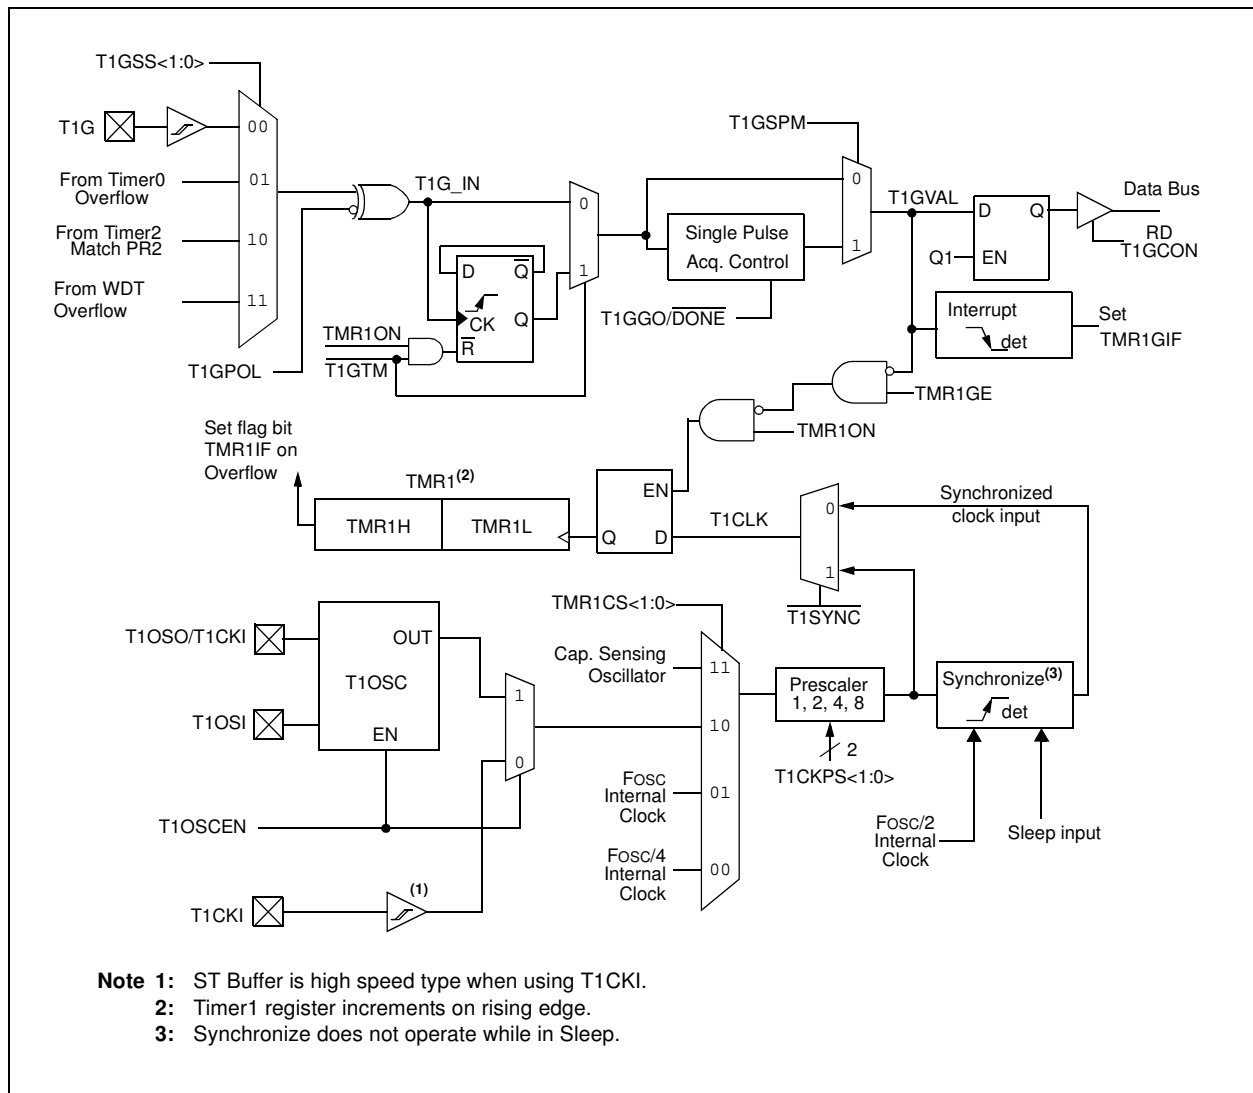 T1GSS<1:0>
T1G
00
From Timer0
Overflow
01
From Timer2
Match PR2
10
From WDT
Overflow
11
T1GPOL
T1G_IN
0
1
D
Q
CK
Q
R
TMR1ON
T1GTM
T1GSPM
0
1
Single Pulse
Acq. Control
T1GGO/DONE
T1GVAL
D
Q
Q1
EN
Data Bus
RD
T1GCON
Interrupt
det
Set
TMR1GIF
TMR1GE
TMR1ON
Set flag bit
TMR1IF on
Overflow
TMR1(2)
TMR1H
TMR1L
EN
Q
D
T1CLK
0
1
T1SYNC
Synchronized
clock input
T1OSO/T1CKI
T1OSI
OUT
T1OSC
EN
1
0
T1OSCEN
T1CKI
(1)
TMR1CS<1:0>
Cap. Sensing
Oscillator
11
10
FOSC
Internal
Clock
01
FOSC/4
Internal
Clock
00
Prescaler
1, 2, 4, 8
2
T1CKPS<1:0>
Synchronize(3)
det
FOSC/2
Internal
Clock
Sleep input
Note 1: ST Buffer is high speed type when using T1CKI.
2: Timer1 register increments on rising edge.
3: Synchronize does not operate while in Sleep.